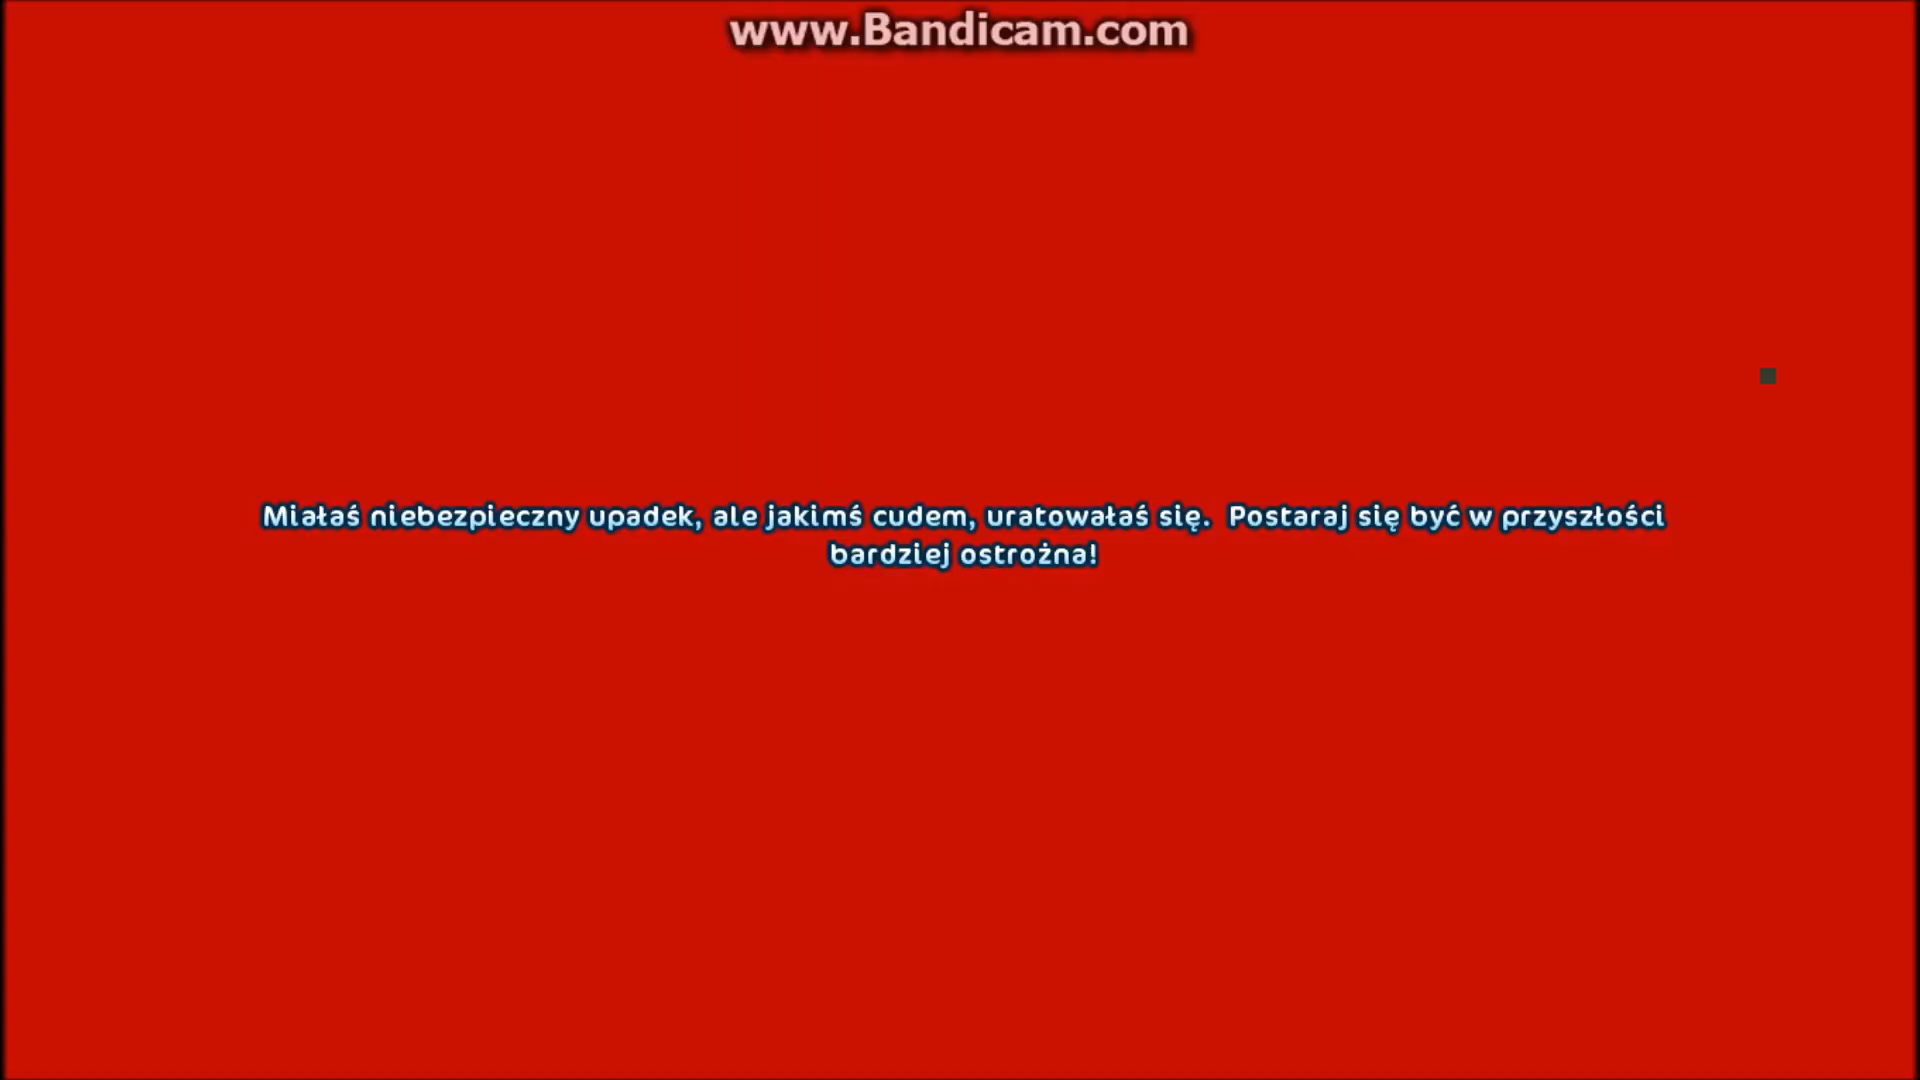 www.Bandicam.com
Miałaś niebezpieczny upadek, ale jakimś cudem, uratowałaś się.  Postaraj się być w przyszłości
bardziej ostrożna!